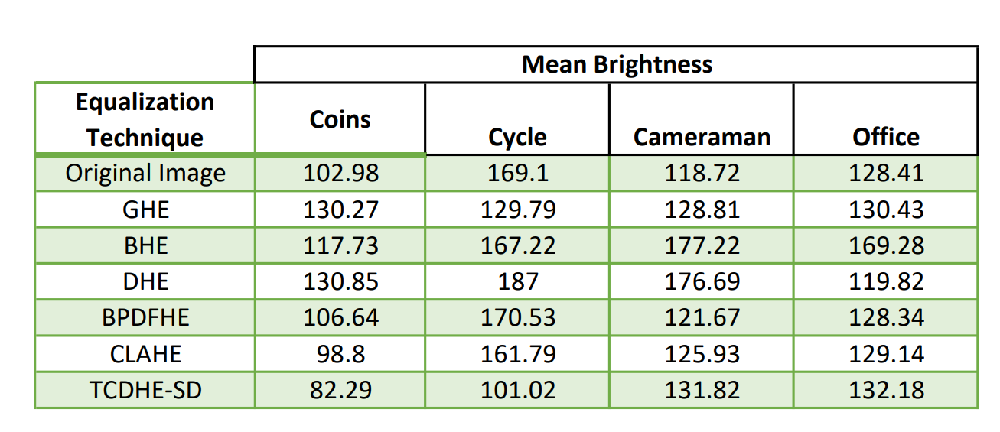 Mean Brightness
Equalization Technique Coins Cycle Cameraman Office
Original Image 102.98 169.1 118.72 128.41
GHE 130.27 129.79 128.81 130.43
BHE 117.73 167.22 177.22 169.28
DHE 130.85 187 176.69 119.82
BPDFHE 106.64 170.53 121.67 128.34
CLAHE 98.8 161.79 125.93 129.14
TCDHE-SD 82.29 101.02 131.82 132.18